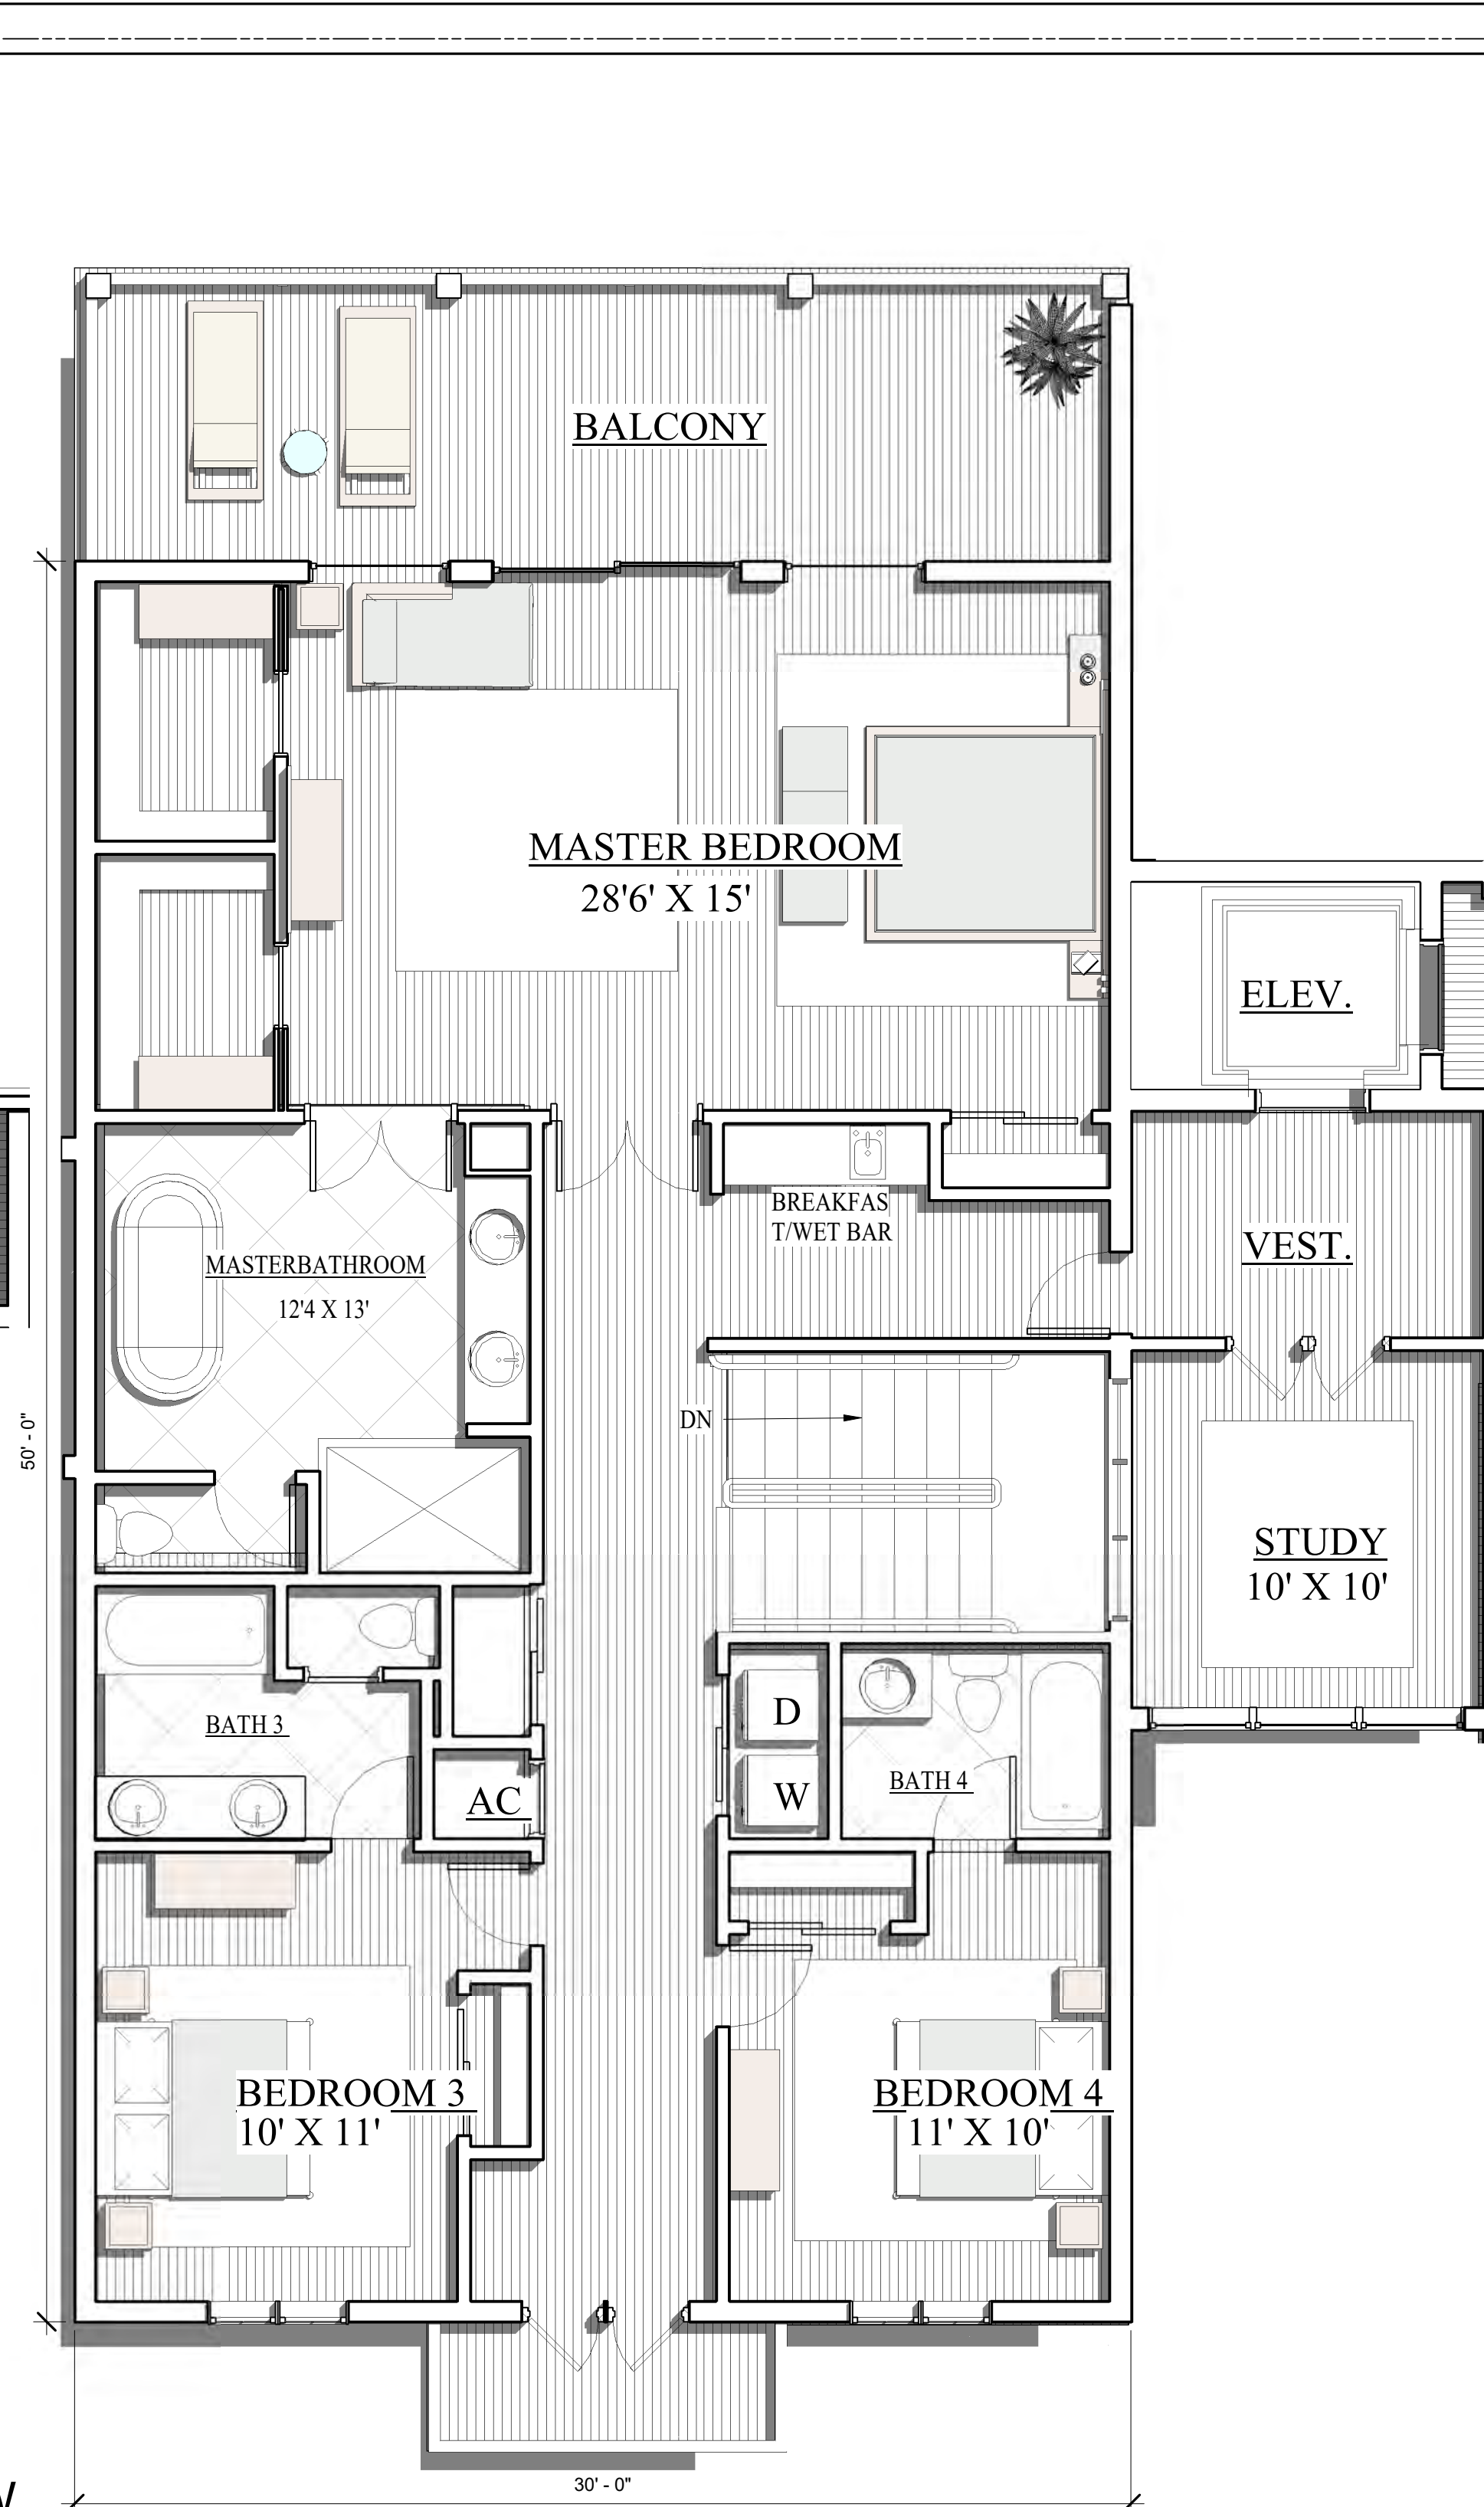 BALCONY
MASTER BEDROOM
28'6' X 15'
ELEV.
BREAKFAS
T/WET BAR
VEST.
MASTERBATHROOM
12'4 X 13'
DN
50' - 0"
STUDY
10' X 10'
D
BATH 3
BATH 4
W
AC
BEDROOM 3
10' X 11'
BEDROOM 4
11' X 10'
30' - 0"